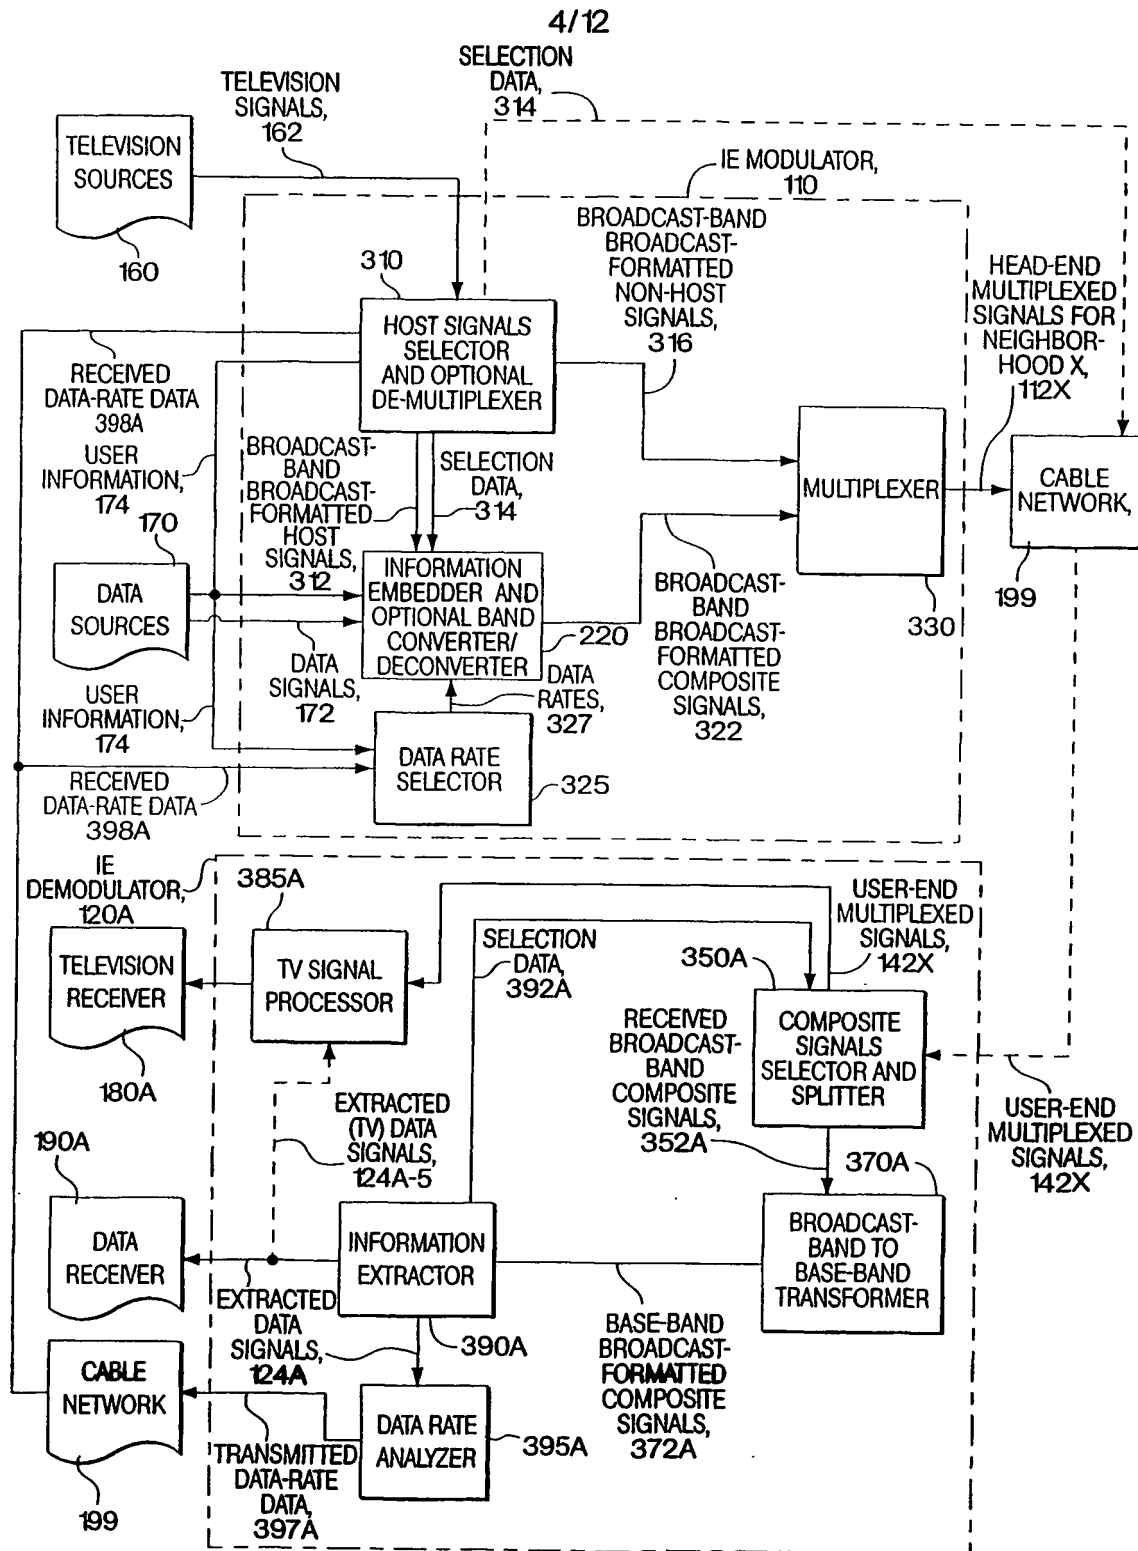 4/12
SELECTION
DATA,
314
TELEVISION
SIGNALS,
162
TELEVISION
SOURCES
160
IE MODULATOR,
110
BROADCAST-BAND
BROADCAST-
FORMATTED
NON-HOST
SIGNALS,
316
310
HOST SIGNALS
SELECTOR
AND OPTIONAL
DE-MULTIPLEXER
HEAD-END
MULTIPLEXED
SIGNALS FOR
NEIGHBOR-
HOOD X,
112X
RECEIVED
DATA-RATE DATA
398A
USER
INFORMATION,
174
BROADCAST-
BAND
BROADCAST-
FORMATTED
HOST
SIGNALS,
312
SELECTION
DATA,
314
MULTIPLEXER
330
CABLE
NETWORK,
199
170
DATA
SOURCES
INFORMATION
EMBEDDER AND
OPTIONAL BAND
CONVERTER/
DECONVERTER
220
BROADCAST-
BAND
BROADCAST-
FORMATTED
COMPOSITE
SIGNALS,
322
DATA
SIGNALS,
172
DATA
RATES,
327
USER
INFORMATION,
174
DATA RATE
SELECTOR
325
RECEIVED
DATA-RATE DATA
398A
IE
DEMODULATOR,
120A
385A
TV SIGNAL
PROCESSOR
SELECTION
DATA,
392A
USER-END
MULTIPLEXED
SIGNALS,
142X
350A
COMPOSITE
SIGNALS
SELECTOR AND
SPLITTER
TELEVISION
RECEIVER
180A
RECEIVED
BROADCAST-
BAND
COMPOSITE
SIGNALS,
352A
USER-END
MULTIPLEXED
SIGNALS,
142X
EXTRACTED
(TV) DATA
SIGNALS,
124A-5
190A
DATA
RECEIVER
INFORMATION
EXTRACTOR
390A
370A
BROADCAST-
BAND TO
BASE-BAND
TRANSFORMER
EXTRACTED
DATA
SIGNALS,
124A
BASE-BAND
BROADCAST-
FORMATTED
COMPOSITE
SIGNALS,
372A
CABLE
NETWORK
199
DATA RATE
ANALYZER
395A
TRANSMITTED
DATA-RATE
DATA,
397A